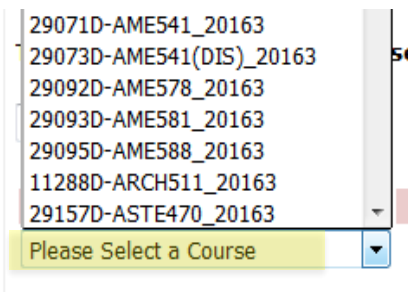 29071D-AME541_20163
29073D-AME541(DIS)_20163
29092D-AME578_20163
29093D-AME581_20163
29095D-AME588_20163
11288D-ARCH511_20163
29157D-ASTE470_20163
Please Select a Course